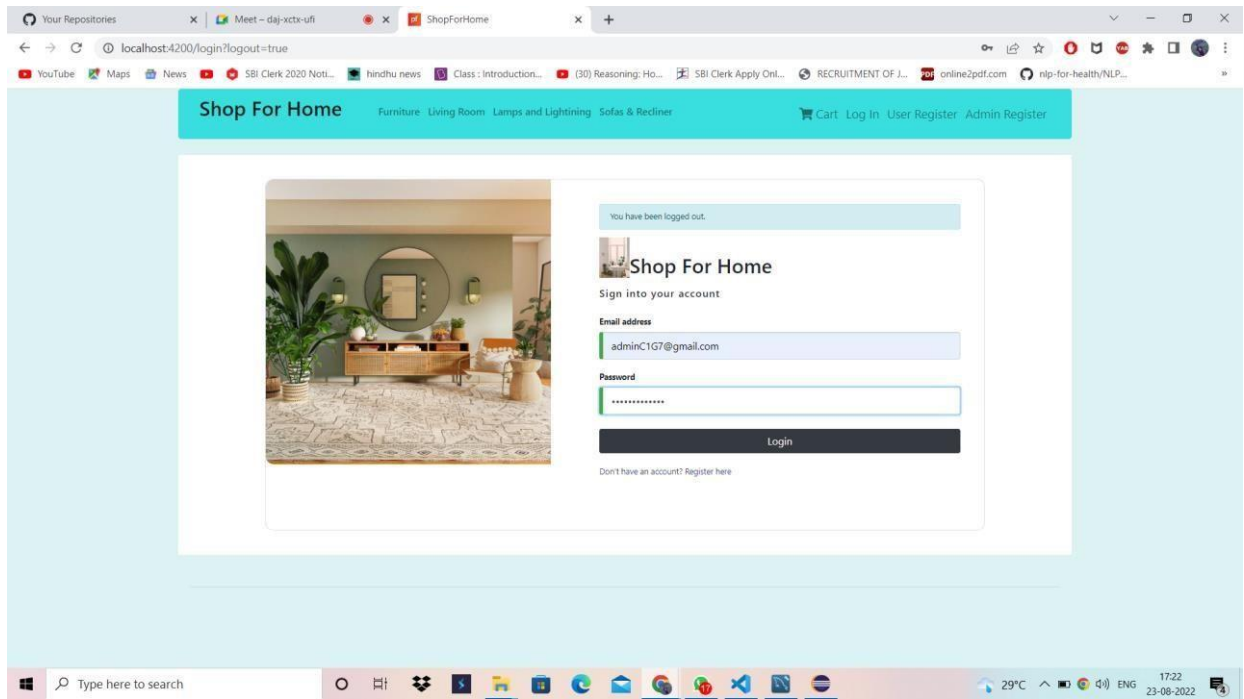 Your Repositories
Meet – daj-xctx-ufi
ShopForHome
localhost:4200/login?logout=true
YouTube Maps News SBI Clerk 2020 Noti... hindhu news Class : Introduction... (30) Reasoning: Ho... SBI Clerk Apply Onl... RECRUITMENT OF J... online2pdf.com nlp-for-health/NLP...
Shop For Home Furniture Living Room Lamps and Lightining Sofas & Recliner Cart Log In User Register Admin Register
You have been logged out.
Shop For Home
Sign into your account
Email address
adminC1G7@gmail.com
Password
Login
Don't have an account? Register here
Type here to search
29°C ENG 17:22
23-08-2022